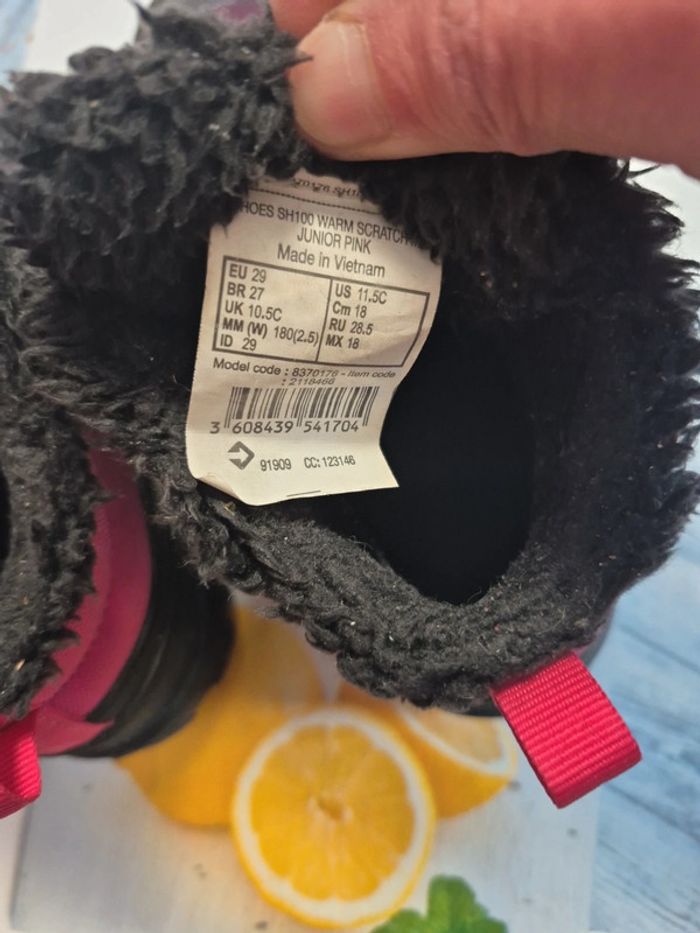 HOES SH100 WARM SCRATCH
JUNIOR PINK
Made in Vietnam
EU 29
BR 27
UK 10.5C
MM (W) 180(2.5)
ID 29
US 11,5C
Cm 18
RU 28.5
MX 18
Model code : 8370176 - Item code
: 2118466
3 608439 541704
91909 CC: 123146